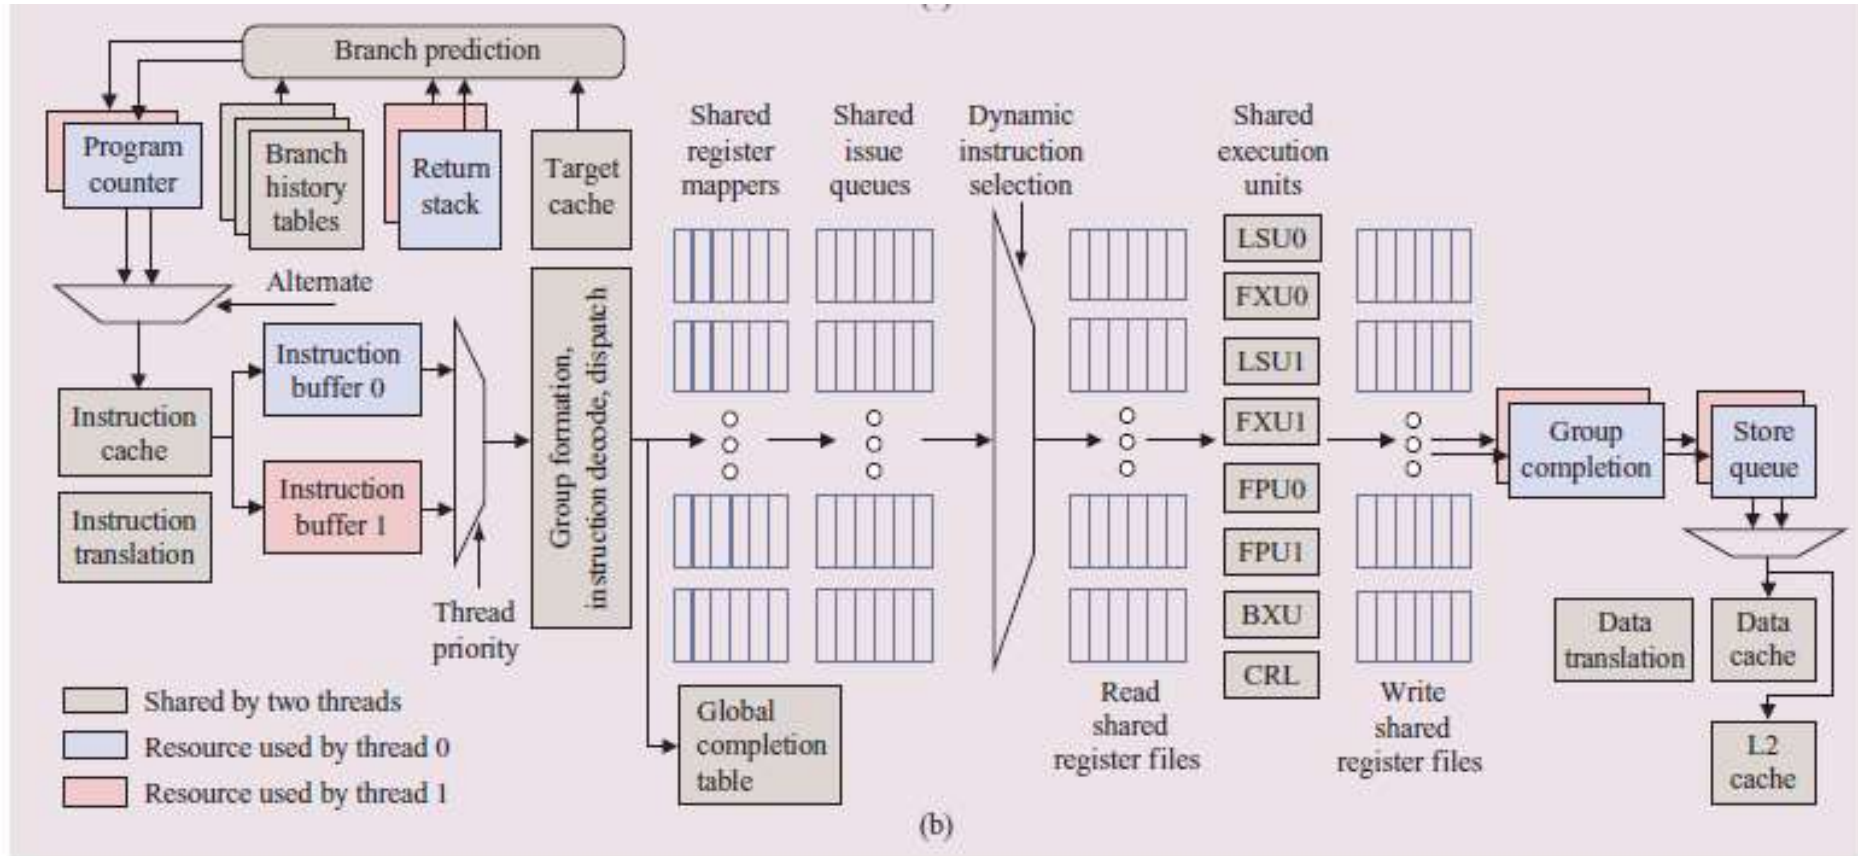 Branch prediction
Program
counter
Branch
history
tables
Return
stack
Target
cache
Shared
register
mappers
Shared
issue
queues
Dynamic
instruction
selection
Shared
execution
units
Alternate
Instruction
cache
Instruction
translation
Instruction
buffer 0
Instruction
buffer 1
Thread
priority
Group formation,
instruction decode, dispatch
Global
completion
table
LSU0
FXU0
LSU1
FXU1
FPU0
FPU1
BXU
CRL
Read
shared
register files
Write
shared
register files
Group
completion
Store
queue
Data
translation
Data
cache
L2
cache
Shared by two threads
Resource used by thread 0
Resource used by thread 1
(b)